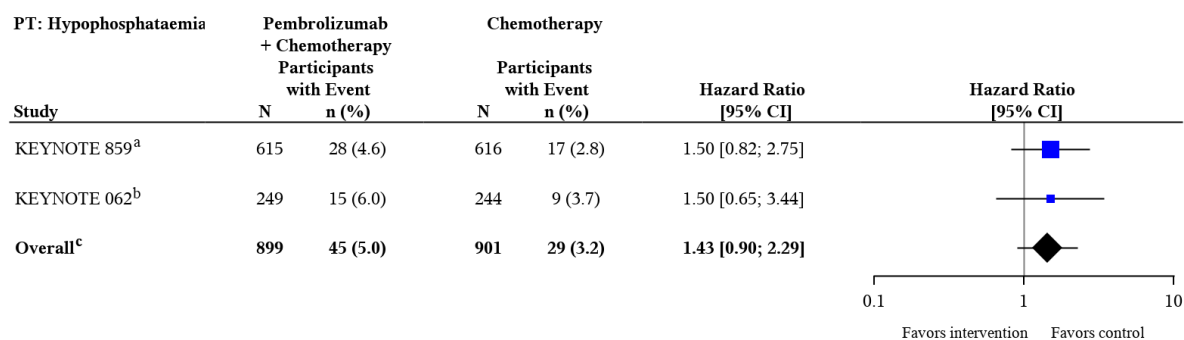 PT: Hypophosphataemia Pembrolizumab Chemotherapy
+ Chemotherapy
Participants Participants
with Event with Event Hazard Ratio Hazard Ratio
Study N n (%) N n (%) [95% CI] [95% CI]
KEYNOTE 859a 615 28 (4.6) 616 17 (2.8) 1.50 [0.82; 2.75]
KEYNOTE 062b 249 15 (6.0) 244 9 (3.7) 1.50 [0.65; 3.44]
Overallc 899 45 (5.0) 901 29 (3.2) 1.43 [0.90; 2.29]
0.1 1 10
Favors intervention Favors control